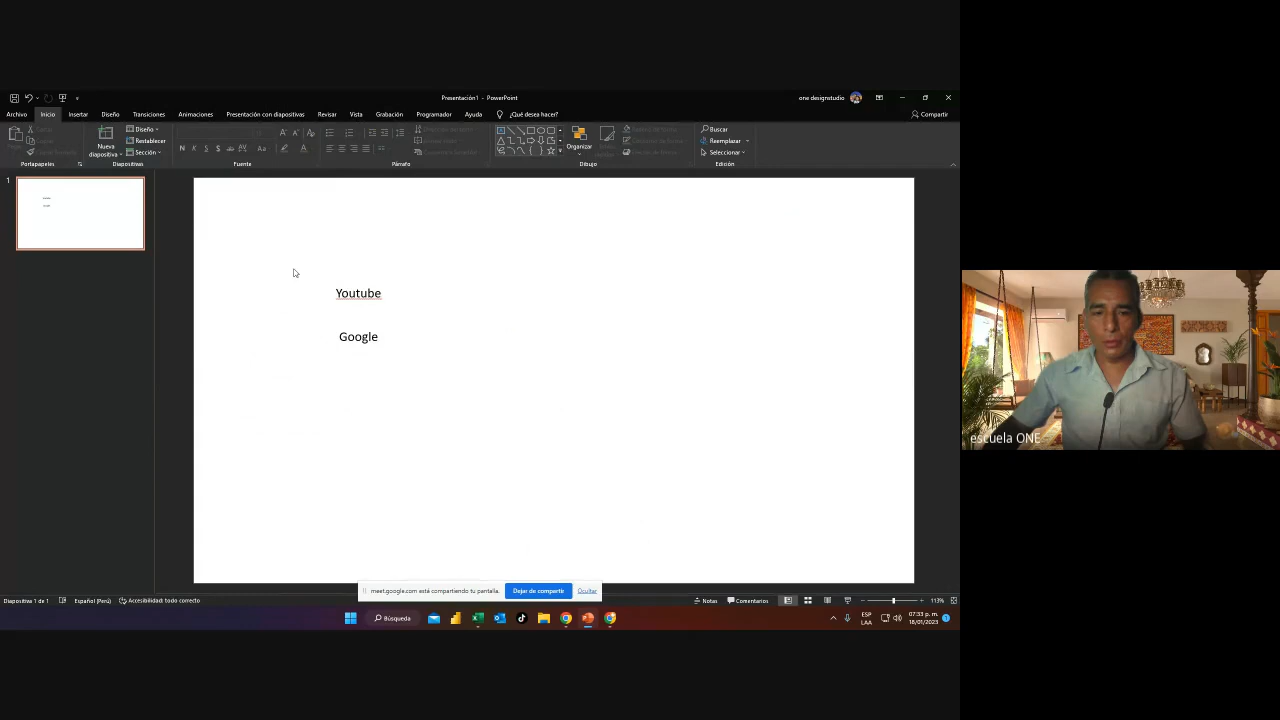 Presentación1 - PowerPoint
one designstudio
Archivo
Inicio
Insertar
Diseño
Transiciones
Animaciones
Presentación con diapositivas
Revisar
Vista
Grabación
Programador
Ayuda
¿Qué desea hacer?
Compartir
Nueva
diapositiva
Diseño
Restablecer
Sección
Organizar
Buscar
Reemplazar
Seleccionar
Portapapeles
Diapositivas
Fuente
Párrafo
Dibujo
Edición
1
Youtube
Google
escuela ONE
meet.google.com está compartiendo tu pantalla.
Dejar de compartir
Ocultar
Diapositiva 1 de 1
Español (Perú)
Accesibilidad: todo correcto
Notas
Comentarios
113%
Búsqueda
ESP
LAA
07:33 p. m.
18/01/2023
1